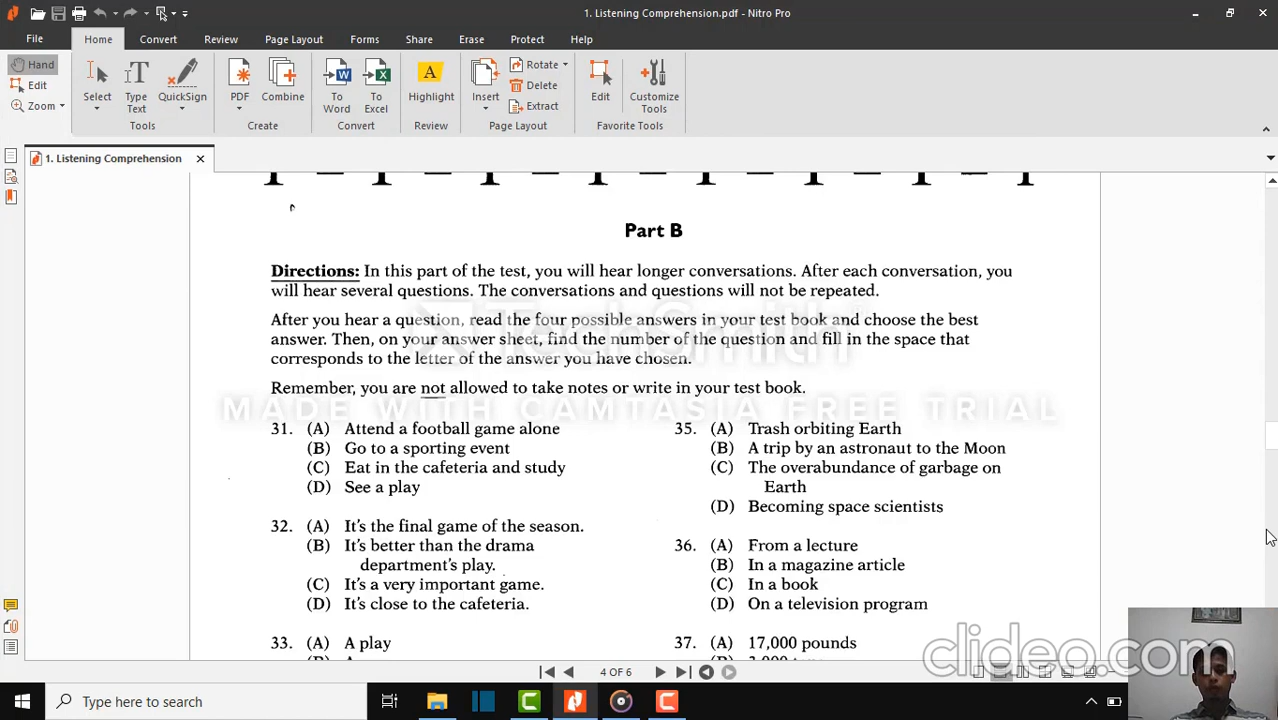 1. Listening Comprehension.pdf - Nitro Pro
File Home Convert Review Page Layout Forms Share Erase Protect Help
Hand
Edit
Zoom
Select
Type Text
QuickSign
Tools
PDF
Combine
Create
To Word
To Excel
Convert
Highlight
Review
Insert
Rotate
Delete
Extract
Page Layout
Edit
Customize Tools
Favorite Tools
1. Listening Comprehension
Part B
Directions: In this part of the test, you will hear longer conversations. After each conversation, you
will hear several questions. The conversations and questions will not be repeated.
After you hear a question, read the four possible answers in your test book and choose the best
answer. Then, on your answer sheet, find the number of the question and fill in the space that
corresponds to the letter of the answer you have chosen.
Remember, you are not allowed to take notes or write in your test book.
TechSmith
MADE WITH CAMTASIA FREE TRIAL
31. (A) Attend a football game alone
(B) Go to a sporting event
(C) Eat in the cafeteria and study
(D) See a play
32. (A) It's the final game of the season.
(B) It's better than the drama
department's play.
(C) It's a very important game.
(D) It's close to the cafeteria.
33. (A) A play
35. (A) Trash orbiting Earth
(B) A trip by an astronaut to the Moon
(C) The overabundance of garbage on
Earth
(D) Becoming space scientists
36. (A) From a lecture
(B) In a magazine article
(C) In a book
(D) On a television program
37. (A) 17,000 pounds
clideo.com
4 OF 6
Type here to search